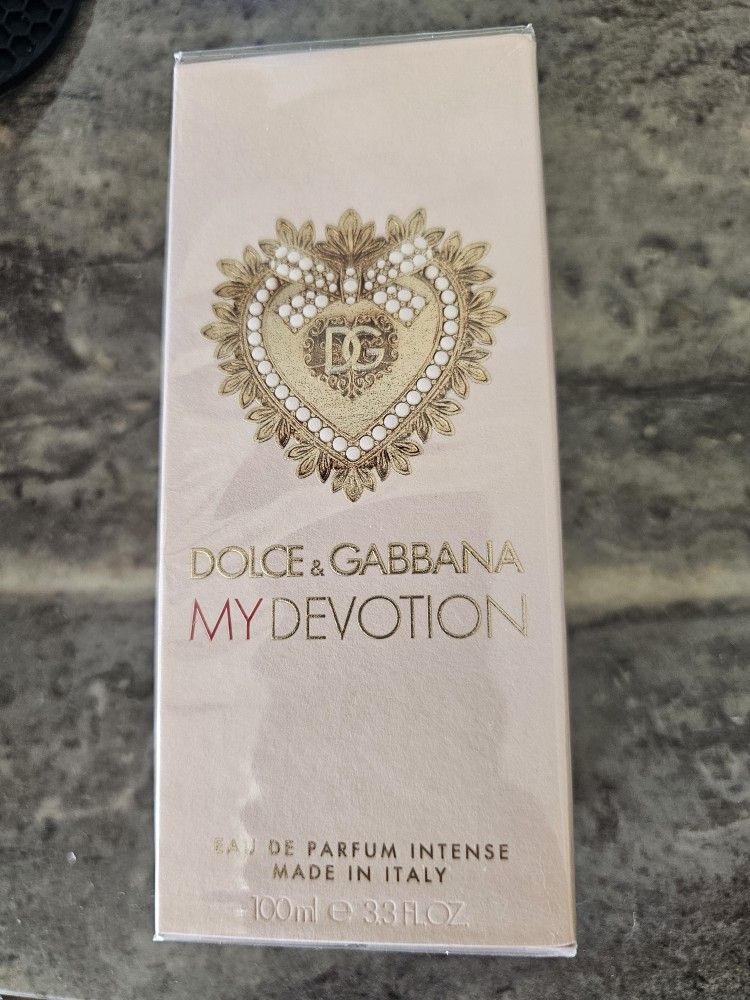 DG
DOLCE & GABBANA
MY DEVOTION
EAU DE PARFUM INTENSE
MADE IN ITALY
100ml ℮ 3.3 FL.OZ.